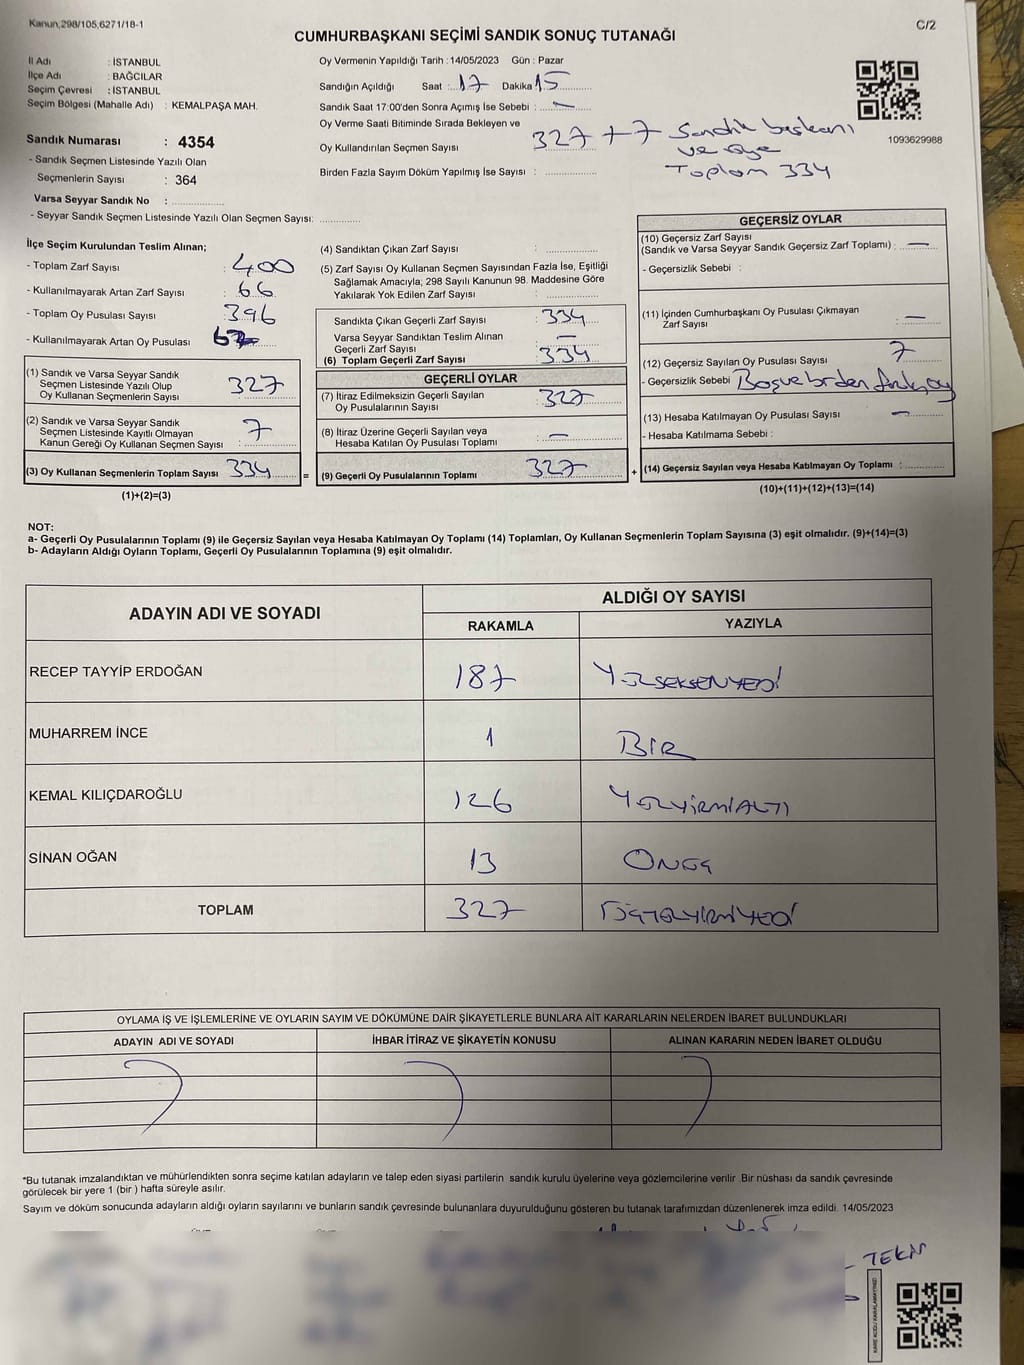 Kanun,298/105,6271/18-1
C/2
CUMHURBAŞKANI SEÇİMİ SANDIK SONUÇ TUTANAĞI
İl Adı : İSTANBUL
İlçe Adı : BAĞCILAR
Seçim Çevresi : İSTANBUL
Seçim Bölgesi (Mahalle Adı) : KEMALPAŞA MAH.
Sandık Numarası : 4354
- Sandık Seçmen Listesinde Yazılı Olan
Seçmenlerin Sayısı : 364
Varsa Seyyar Sandık No :
- Seyyar Sandık Seçmen Listesinde Yazılı Olan Seçmen Sayısı:
Oy Vermenin Yapıldığı Tarih : 14/05/2023 Gün : Pazar
Sandığın Açıldığı Saat : 17 Dakika 15
Sandık Saat 17:00'den Sonra Açımış İse Sebebi : —
Oy Verme Saati Bitiminde Sırada Bekleyen ve
Oy Kullandırılan Seçmen Sayısı : 327 + 7 Sandık başkanı
ve üye
Toplam 334
Birden Fazla Sayım Döküm Yapılmış İse Sayısı :
1093629988
İlçe Seçim Kurulundan Teslim Alınan;
- Toplam Zarf Sayısı : 400
- Kullanılmayarak Artan Zarf Sayısı : 66
- Toplam Oy Pusulası Sayısı : 396
- Kullanılmayarak Artan Oy Pusulası :
(1) Sandık ve Varsa Seyyar Sandık
Seçmen Listesinde Yazılı Olup
Oy Kullanan Seçmenlerin Sayısı : 327
(2) Sandık ve Varsa Seyyar Sandık
Seçmen Listesinde Kayıtlı Olmayan
Kanun Gereği Oy Kullanan Seçmen Sayısı : 7
(3) Oy Kullanan Seçmenlerin Toplam Sayısı 334
(1)+(2)=(3)
(4) Sandıktan Çıkan Zarf Sayısı :
(5) Zarf Sayısı Oy Kullanan Seçmen Sayısından Fazla İse, Eşitliği
Sağlamak Amacıyla; 298 Sayılı Kanunun 98. Maddesine Göre
Yakılarak Yok Edilen Zarf Sayısı :
Sandıkta Çıkan Geçerli Zarf Sayısı : 334
Varsa Seyyar Sandıktan Teslim Alınan
Geçerli Zarf Sayısı : —
(6) Toplam Geçerli Zarf Sayısı : 334
GEÇERLİ OYLAR
(7) İtiraz Edilmeksizin Geçerli Sayılan
Oy Pusulalarının Sayısı : 327
(8) İtiraz Üzerine Geçerli Sayılan veya
Hesaba Katılan Oy Pusulası Toplamı : —
= (9) Geçerli Oy Pusulalarının Toplamı 327
GEÇERSİZ OYLAR
(10) Geçersiz Zarf Sayısı
(Sandık ve Varsa Seyyar Sandık Geçersiz Zarf Toplamı) : —
- Geçersizlik Sebebi :
(11) İçinden Cumhurbaşkanı Oy Pusulası Çıkmayan
Zarf Sayısı : —
(12) Geçersiz Sayılan Oy Pusulası Sayısı : 7
- Geçersizlik Sebebi : Boş ve birden fazla oy
(13) Hesaba Katılmayan Oy Pusulası Sayısı : —
- Hesaba Katılmama Sebebi :
+ (14) Geçersiz Sayılan veya Hesaba Katılmayan Oy Toplamı :
(10)+(11)+(12)+(13)=(14)
NOT:
a- Geçerli Oy Pusulalarının Toplamı (9) ile Geçersiz Sayılan veya Hesaba Katılmayan Oy Toplamı (14) Toplamları, Oy Kullanan Seçmenlerin Toplam Sayısına (3) eşit olmalıdır. (9)+(14)=(3)
b- Adayların Aldığı Oyların Toplamı, Geçerli Oy Pusulalarının Toplamına (9) eşit olmalıdır.
ADAYIN ADI VE SOYADI
ALDIĞI OY SAYISI
RAKAMLA YAZIYLA
RECEP TAYYİP ERDOĞAN 187 YÜZSEKSENYEDİ
MUHARREM İNCE 1 BİR
KEMAL KILIÇDAROĞLU 126 YÜZYİRMİALTI
SİNAN OĞAN 13 ONÜÇ
TOPLAM 327 ÜÇYÜZYİRMİYEDİ
OYLAMA İŞ VE İŞLEMLERİNE VE OYLARIN SAYIM VE DÖKÜMÜNE DAİR ŞİKAYETLERLE BUNLARA AİT KARARLARIN NELERDEN İBARET BULUNDUKLARI
ADAYIN ADI VE SOYADI İHBAR İTİRAZ VE ŞİKAYETİN KONUSU ALINAN KARARIN NEDEN İBARET OLDUĞU
*Bu tutanak imzalandıktan ve mühürlendikten sonra seçime katılan adayların ve talep eden siyasi partilerin sandık kurulu üyelerine veya gözlemcilerine verilir. Bir nüshası da sandık çevresinde
görülecek bir yere 1 (bir ) hafta süreyle asılır.
Sayım ve döküm sonucunda adayların aldığı oyların sayılarını ve bunların sandık çevresinde bulunanlara duyurulduğunu gösteren bu tutanak tarafımızdan düzenlenerek imza edildi. 14/05/2023
TEKİN